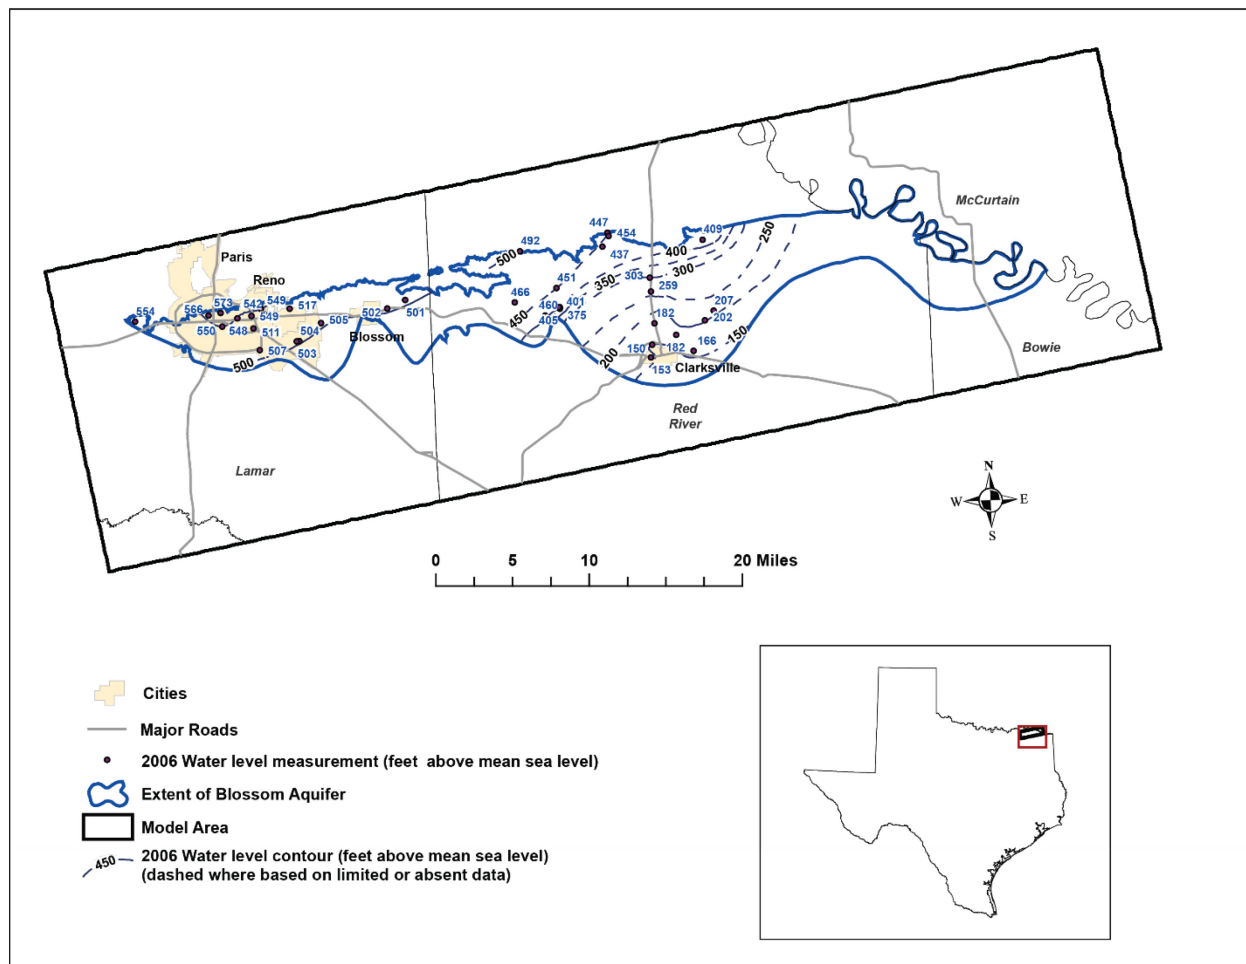 McCurtain
250
447
454
409
492
437
400
500
303
300
Paris
451
350
259
Reno
207
573
542
549
517
466
460
401
554
566
549
501
375
502
405
182
202
450
505
550
548
511
504
Blossom
150
150
182
166
Bowie
507
503
500
200
153
Clarksville
Red
River
Lamar
N
W
E
S
0 5 10 20 Miles
Cities
Major Roads
2006 Water level measurement (feet above mean sea level)
Extent of Blossom Aquifer
Model Area
450
2006 Water level contour (feet above mean sea level)
(dashed where based on limited or absent data)